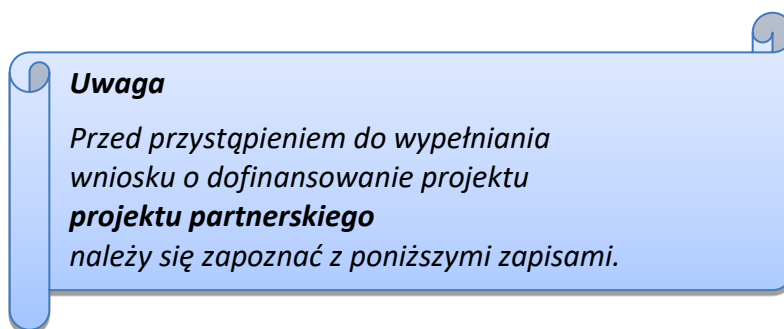 Uwaga
Przed przystąpieniem do wypełniania
wniosku o dofinansowanie projektu
projektu partnerskiego
należy się zapoznać z poniższymi zapisami.